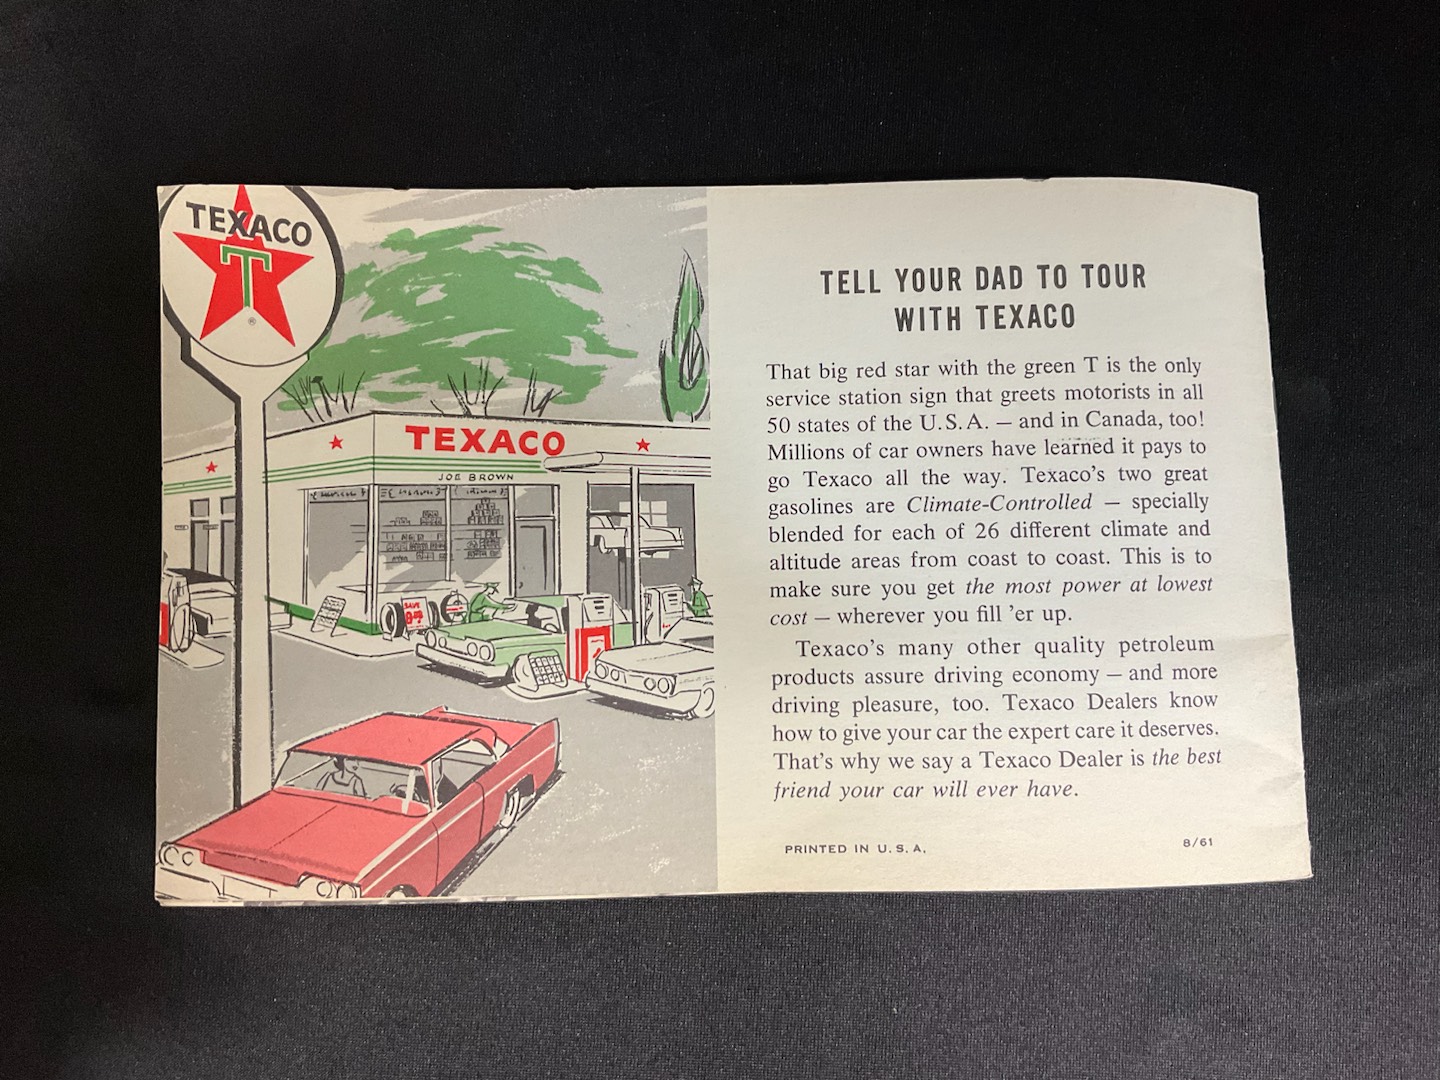 TEXACO
T
®
TEXACO
JOE BROWN
SAVE
TELL YOUR DAD TO TOUR
WITH TEXACO
That big red star with the green T is the only
service station sign that greets motorists in all
50 states of the U.S.A. — and in Canada, too!
Millions of car owners have learned it pays to
go Texaco all the way. Texaco's two great
gasolines are Climate-Controlled — specially
blended for each of 26 different climate and
altitude areas from coast to coast. This is to
make sure you get the most power at lowest
cost — wherever you fill 'er up.
Texaco's many other quality petroleum
products assure driving economy — and more
driving pleasure, too. Texaco Dealers know
how to give your car the expert care it deserves.
That's why we say a Texaco Dealer is the best
friend your car will ever have.
PRINTED IN U.S.A.
8/61